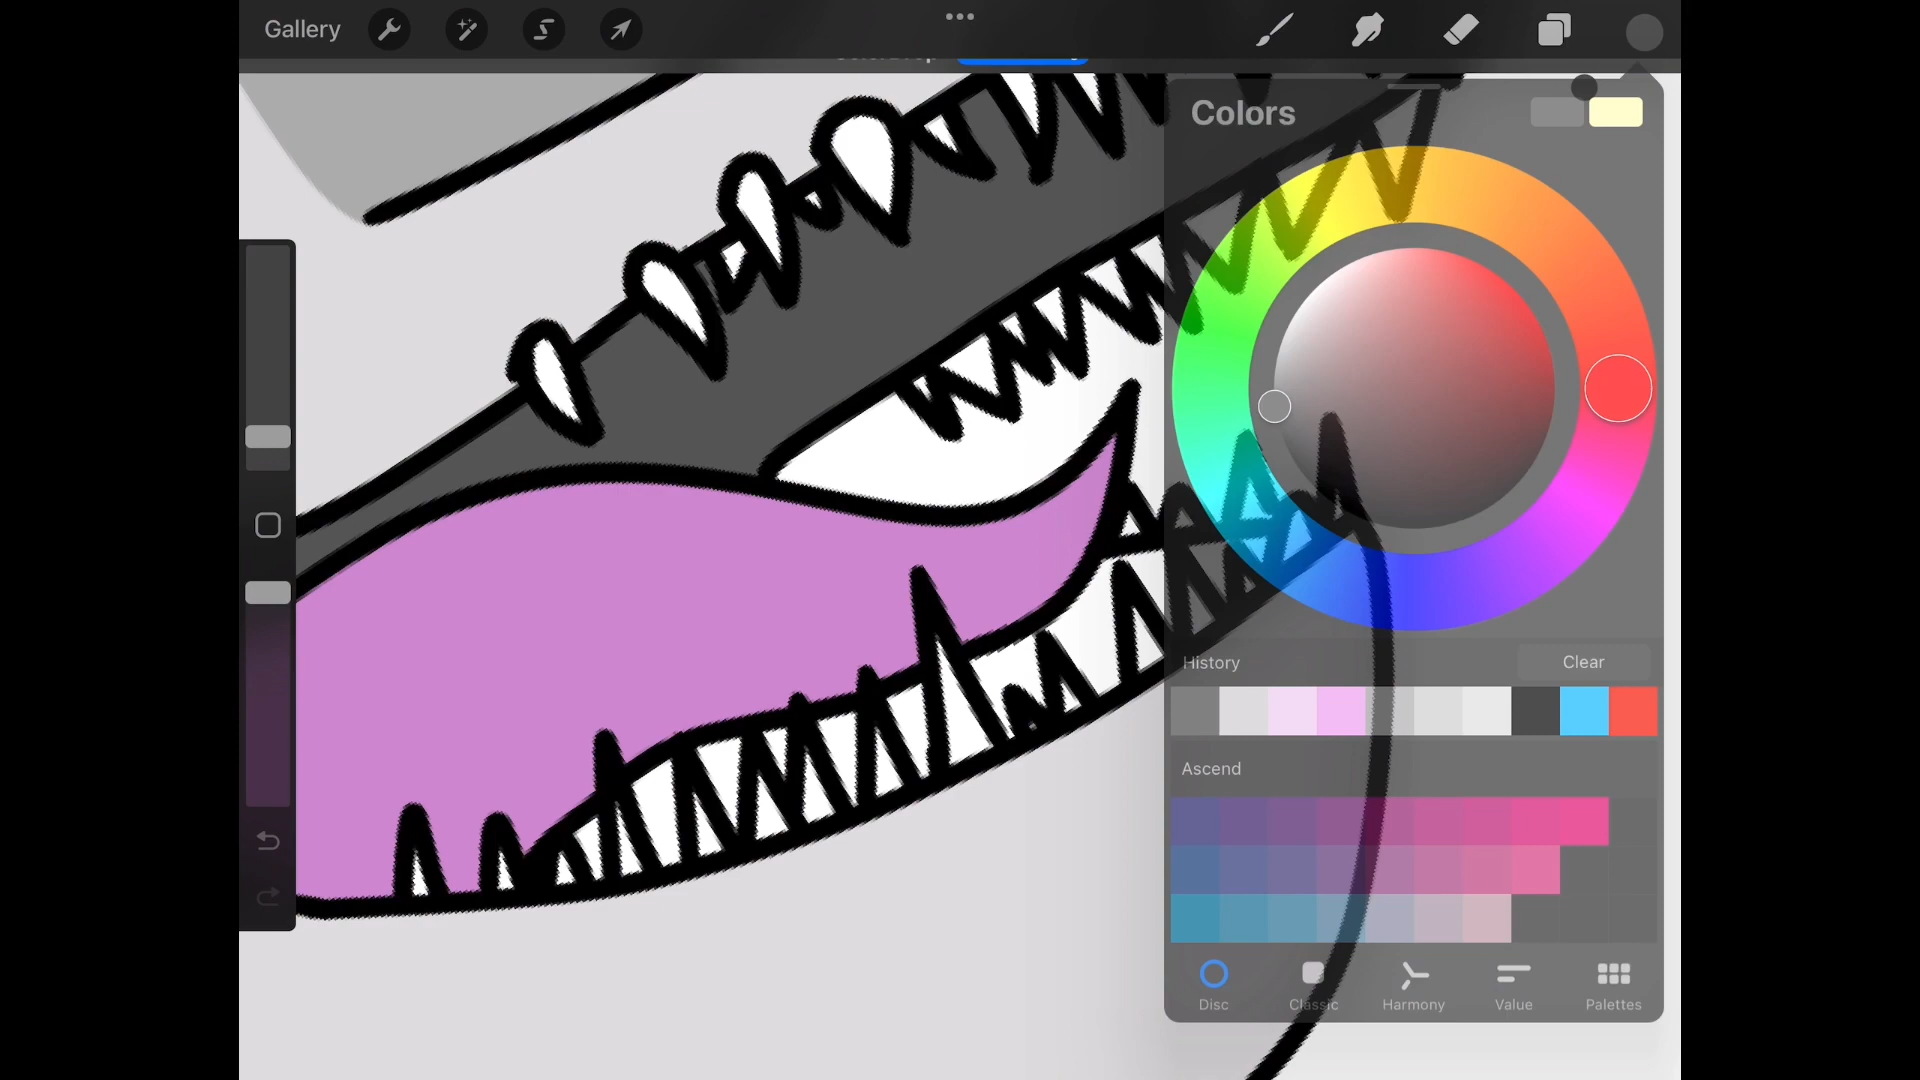 Gallery
Colors
History
Clear
Ascend
Disc
Classic
Harmony
Value
Palettes